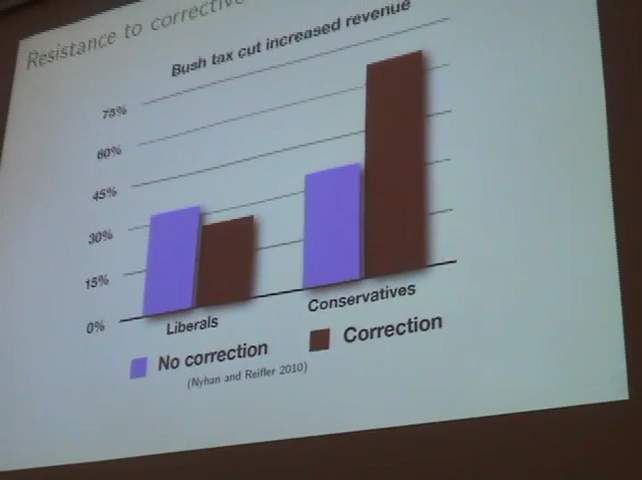 Resistance to corrective
Bush tax cut increased revenue
75%
60%
45%
30%
15%
0%
Liberals
Conservatives
No correction
Correction
(Nyhan and Reifler 2010)